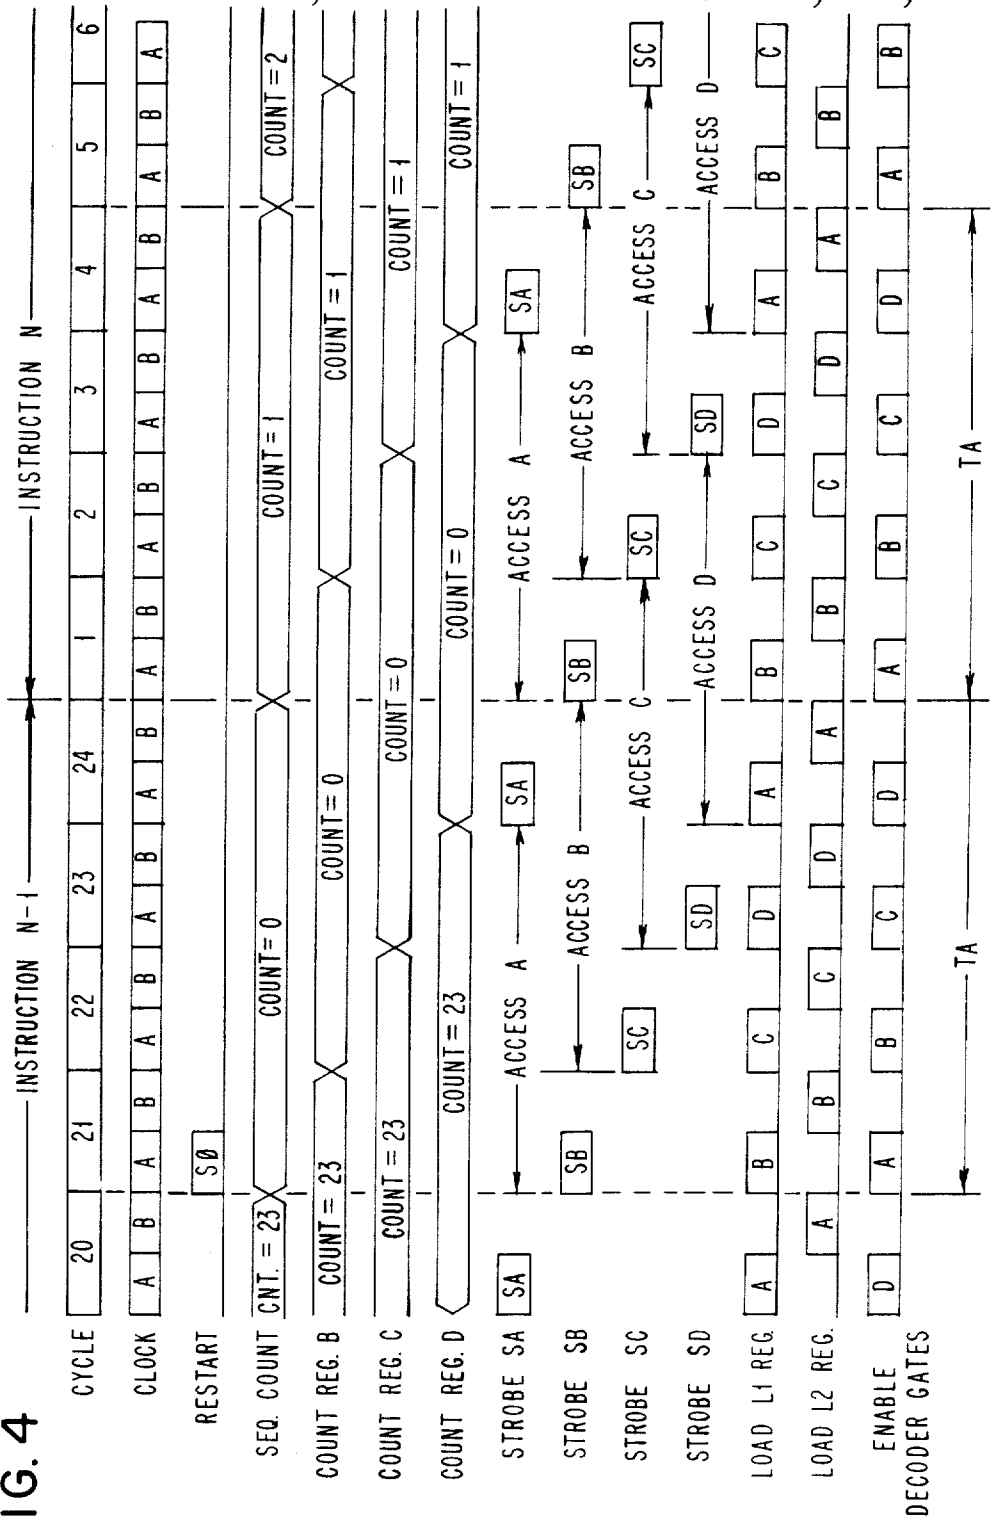 IG. 4
INSTRUCTION N-1 INSTRUCTION N
CYCLE 20 21 22 23 24 1 2 3 4 5 6
CLOCK A B A B A B A B A B A B A B A B A B A B A
RESTART SØ
SEQ. COUNT CNT. = 23 COUNT= 0 COUNT= 1 COUNT = 2
COUNT REG. B COUNT = 23 COUNT= 0 COUNT = 1
COUNT REG. C COUNT = 23 COUNT = 0 COUNT = 1
COUNT REG. D COUNT = 23 COUNT = 0 COUNT = 1
STROBE SA SA ACCESS A SA ACCESS A SA
STROBE SB SB ACCESS B SB ACCESS B SB
STROBE SC SC ACCESS C SC ACCESS C SC
STROBE SD SD ACCESS D SD ACCESS D
LOAD L1 REG. A B C D A B C D A B C
LOAD L2 REG. A B C D A B C D A B
ENABLE DECODER GATES D A B C D A B C D A B
TA TA